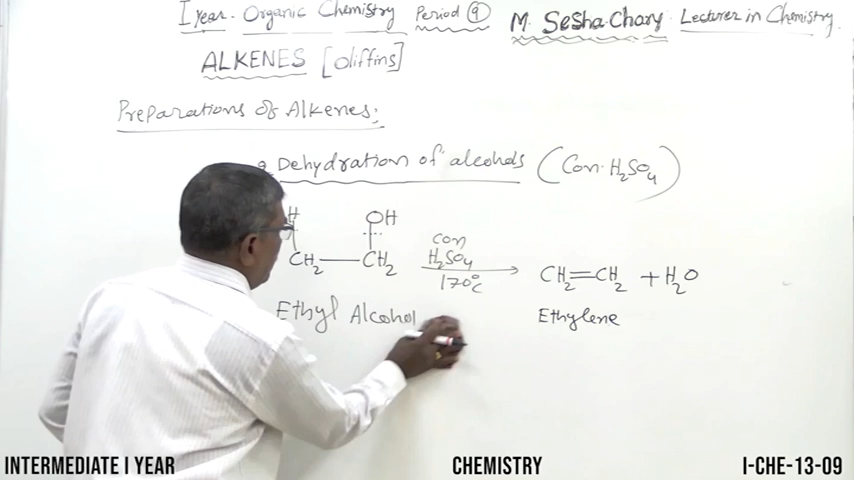 I year. Organic Chemistry Period 9 M. Sesha Chary Lecturer in Chemistry.
ALKENES [oliffins]
Preparations of Alkenes:
Dehydration of alcohols (Con. H₂SO₄)
H OH
CH₂—CH₂ con H₂SO₄ 170°C → CH₂=CH₂ + H₂O
Ethyl Alcohol Ethylene
INTERMEDIATE I YEAR CHEMISTRY I-CHE-13-09